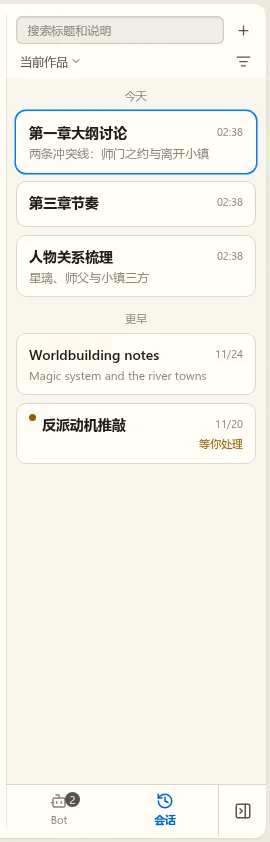 搜索标题和说明
当前作品
今天
第一章大纲讨论 02:38
两条冲突线：师门之约与离开小镇
第三章节奏 02:38
人物关系梳理 02:38
星璃、师父与小镇三方
更早
Worldbuilding notes 11/24
Magic system and the river towns
反派动机推敲 11/20
等你处理
2
Bot 会话